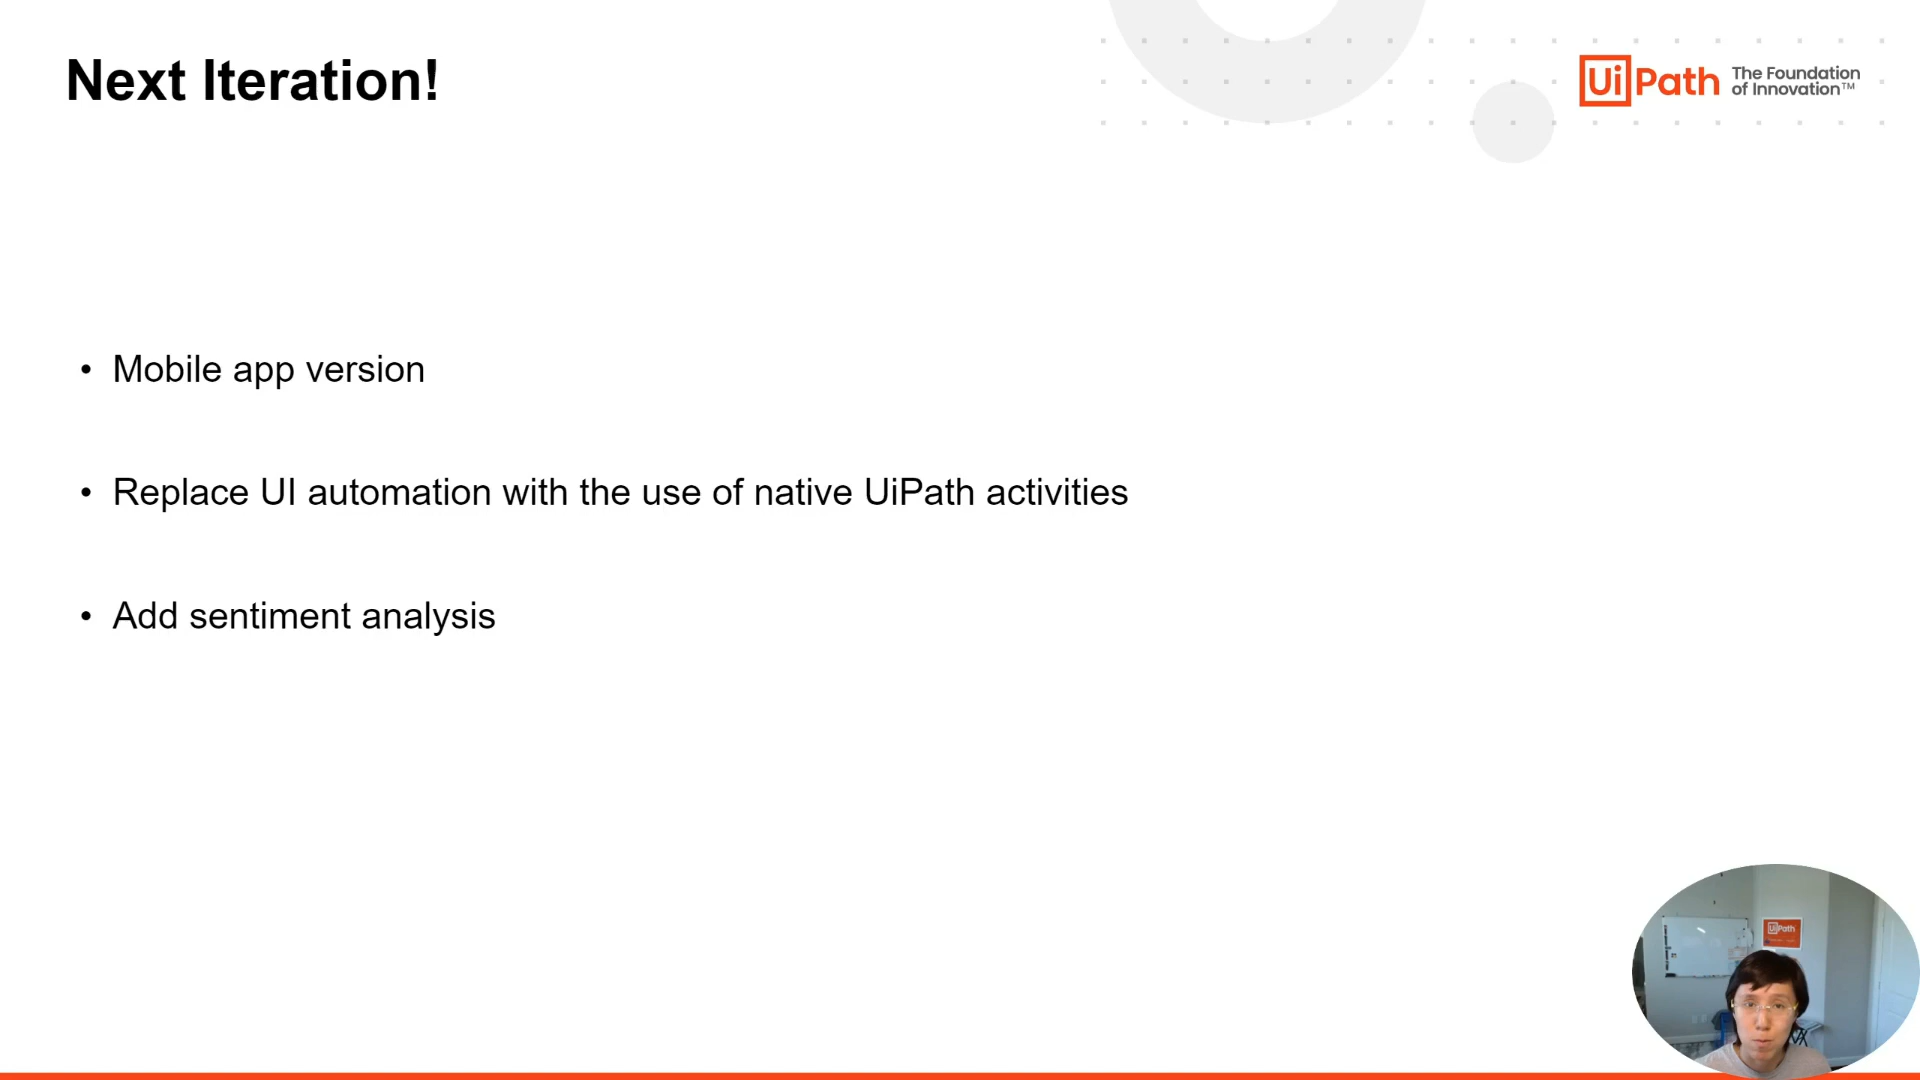 Next Iteration!
UiPath
The Foundation
of Innovation™
• Mobile app version
• Replace UI automation with the use of native UiPath activities
• Add sentiment analysis
UiPath